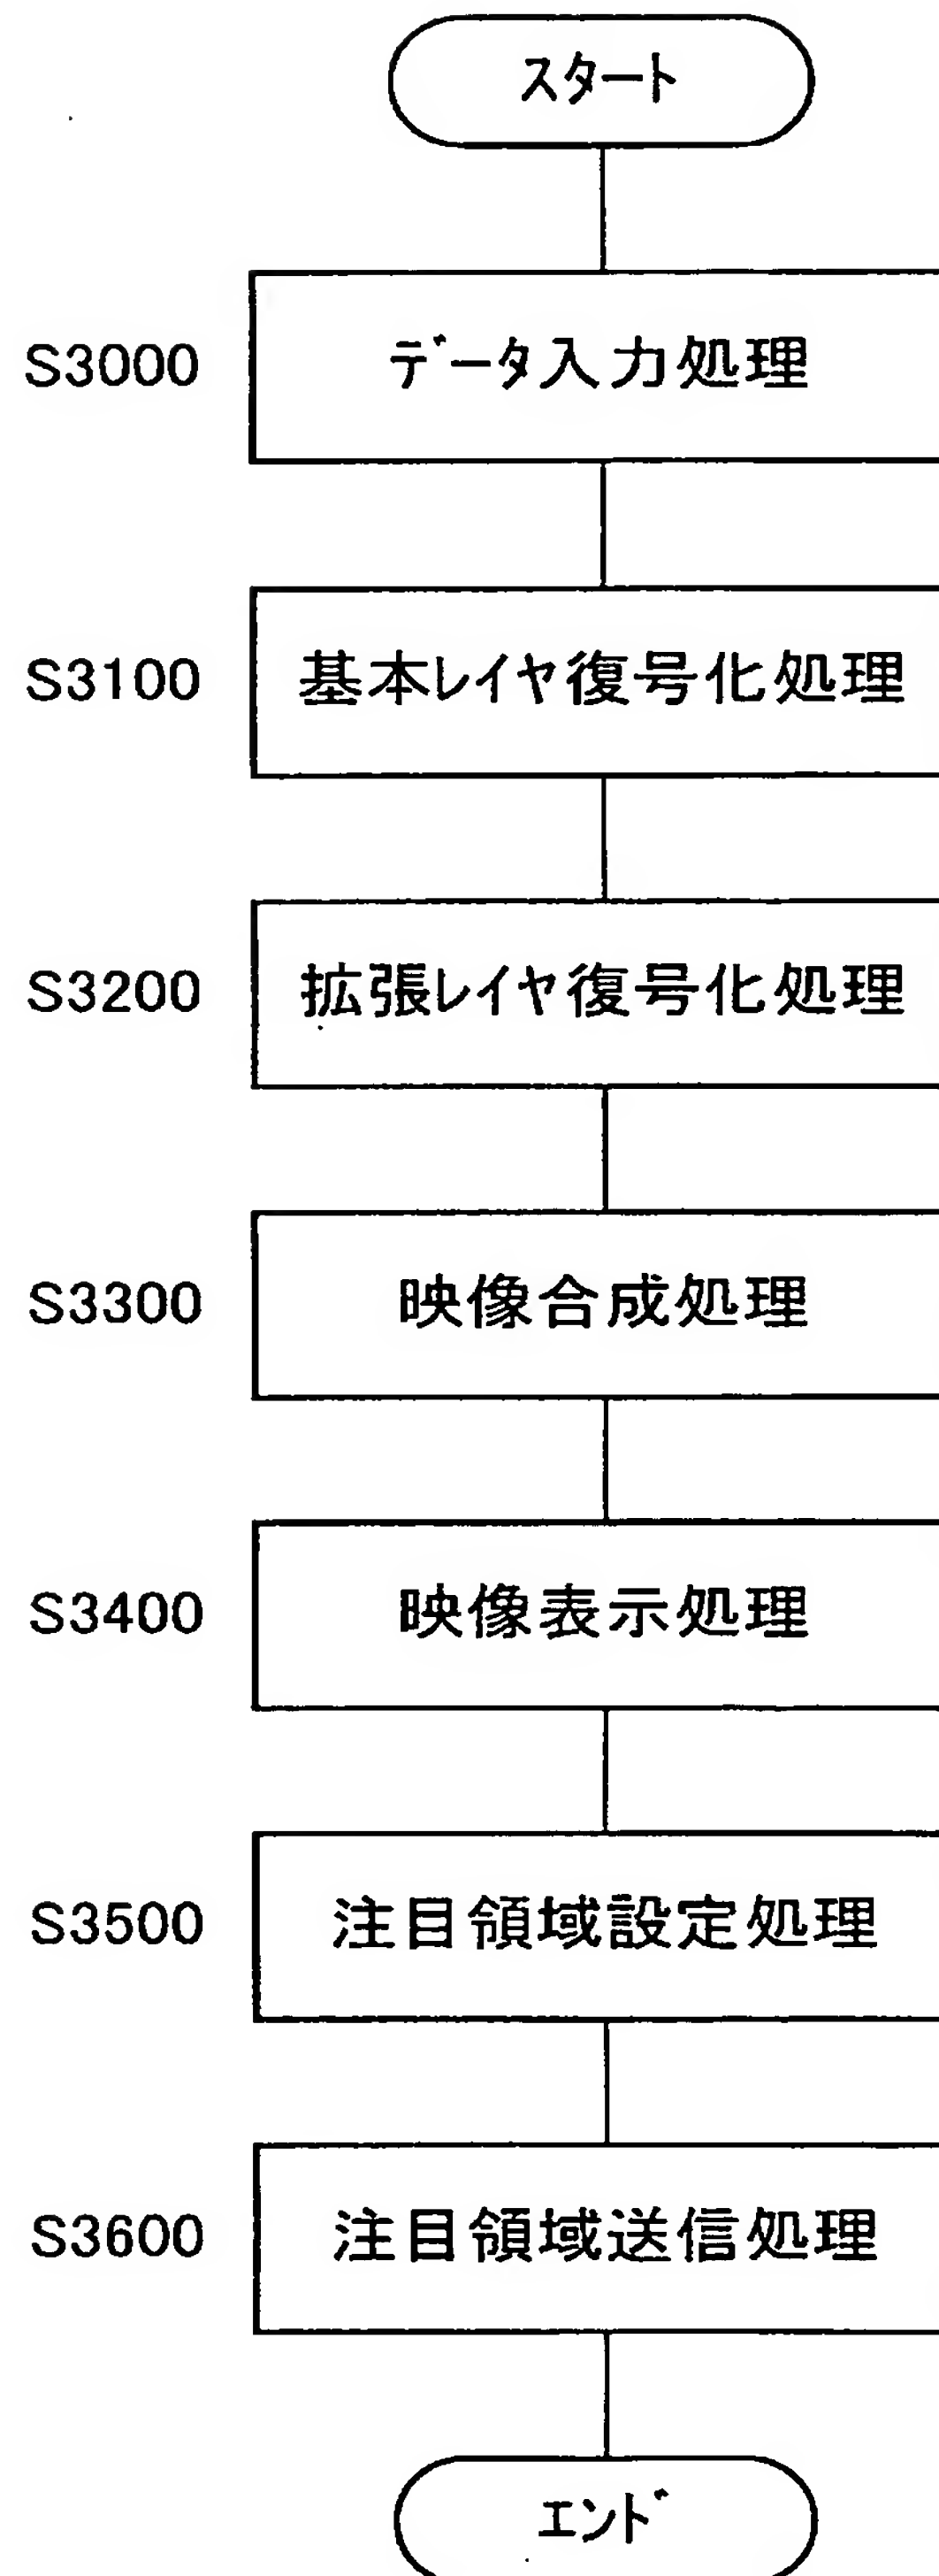 スタート
S3000 データ入力処理
S3100 基本レイヤ復号化処理
S3200 拡張レイヤ復号化処理
S3300 映像合成処理
S3400 映像表示処理
S3500 注目領域設定処理
S3600 注目領域送信処理
エンド